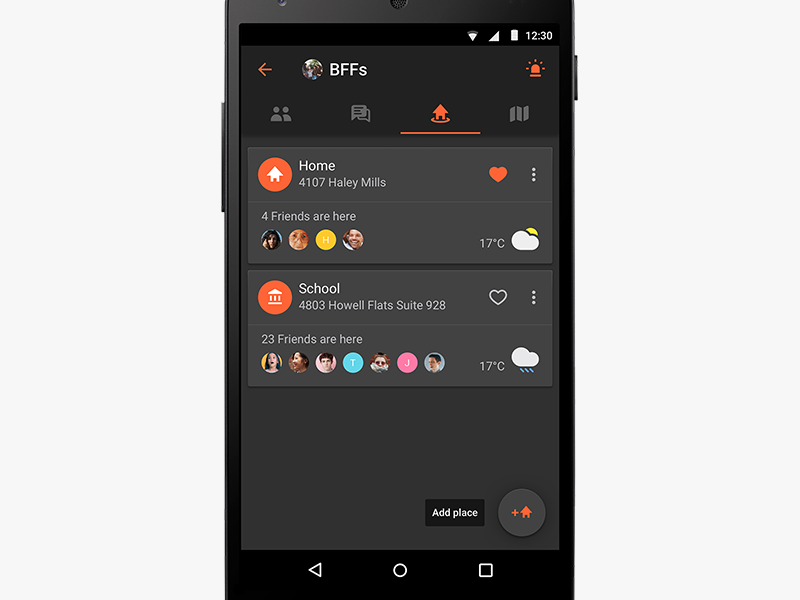 12:30
BFFs
Home
4107 Haley Mills
4 Friends are here
H
17°C
School
4803 Howell Flats Suite 928
23 Friends are here
T
J
17°C
Add place